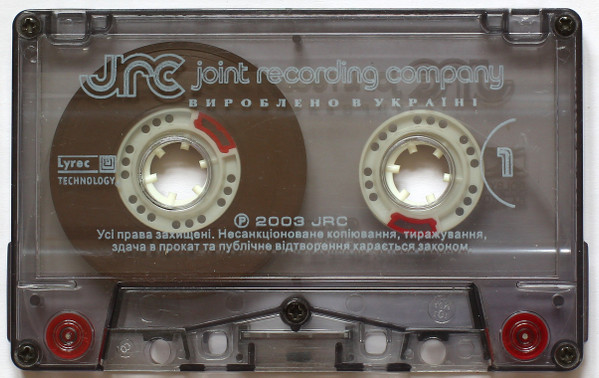 JRC joint recording company
ВИРОБЛЕНО В УКРАЇНІ
Lyrec
TECHNOLOGY
1
℗ 2003 JRC
Усі права захищені. Несанкціоноване копіювання, тиражування,
здача в прокат та публічне відтворення карається законом.